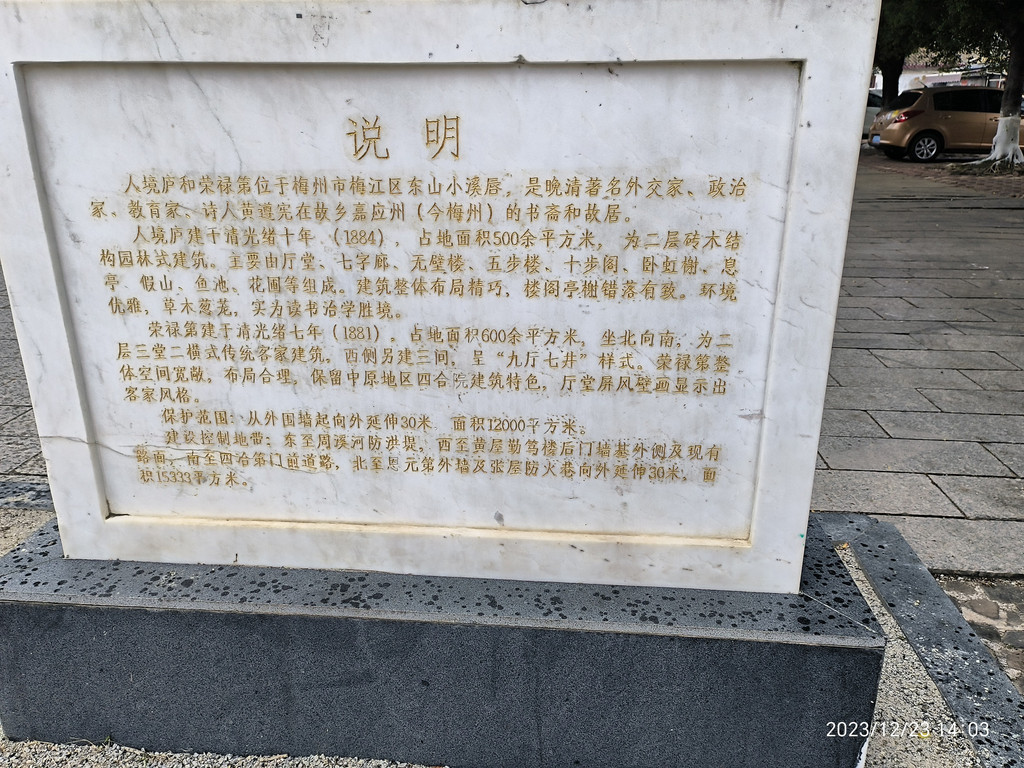 说 明
人境庐和荣禄第位于梅州市梅江区东山小溪唇，是晚清著名外交家、政治
家、教育家、诗人黄遵宪在故乡嘉应州（今梅州）的书斋和故居。
人境庐建于清光绪十年 （1884），占地面积500余平方米， 为二层砖木结
构园林式建筑。主要由厅堂、七字廊、无壁楼、五步楼、十步阁、卧虹榭、息
亭、假山、鱼池、花圃等组成。建筑整体布局精巧，楼阁亭榭错落有致。环境
优雅，草木葱茏，实为读书治学胜境。
荣禄第建于清光绪七年（1881），占地面积600余平方米，坐北向南，为二
层三堂二横式传统客家建筑，西侧另建三间，呈“九厅七井”样式。荣禄第整
体空间宽敞，布局合理，保留中原地区四合院建筑特色，厅堂屏风壁画显示出
客家风格。
保护范围：从外围墙起向外延伸30米，面积12000平方米。
建设控制地带：东至周溪河防洪堤，西至黄屋勤笃楼后门墙基外侧及现有
路面，南至四冶第门前道路，北至思元第外墙及张屋防火巷向外延伸30米，面
积15333平方米。
2023/12/23 14:03